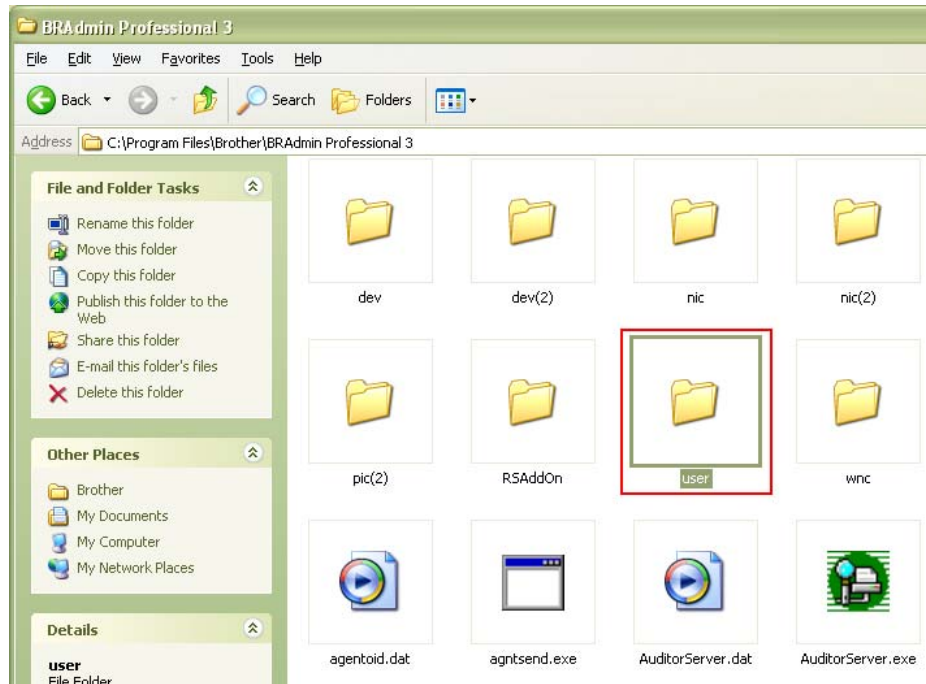 BRAdmin Professional 3
File Edit View Favorites Tools Help
Back Search Folders
Address C:\Program Files\Brother\BRAdmin Professional 3
File and Folder Tasks
Rename this folder
Move this folder
Copy this folder
Publish this folder to the
Web
Share this folder
E-mail this folder's files
Delete this folder
Other Places
Brother
My Documents
My Computer
My Network Places
Details
user
File Folder
dev dev(2) nic nic(2)
pic(2) RSAddOn user wnc
agentoid.dat agntsend.exe AuditorServer.dat AuditorServer.exe